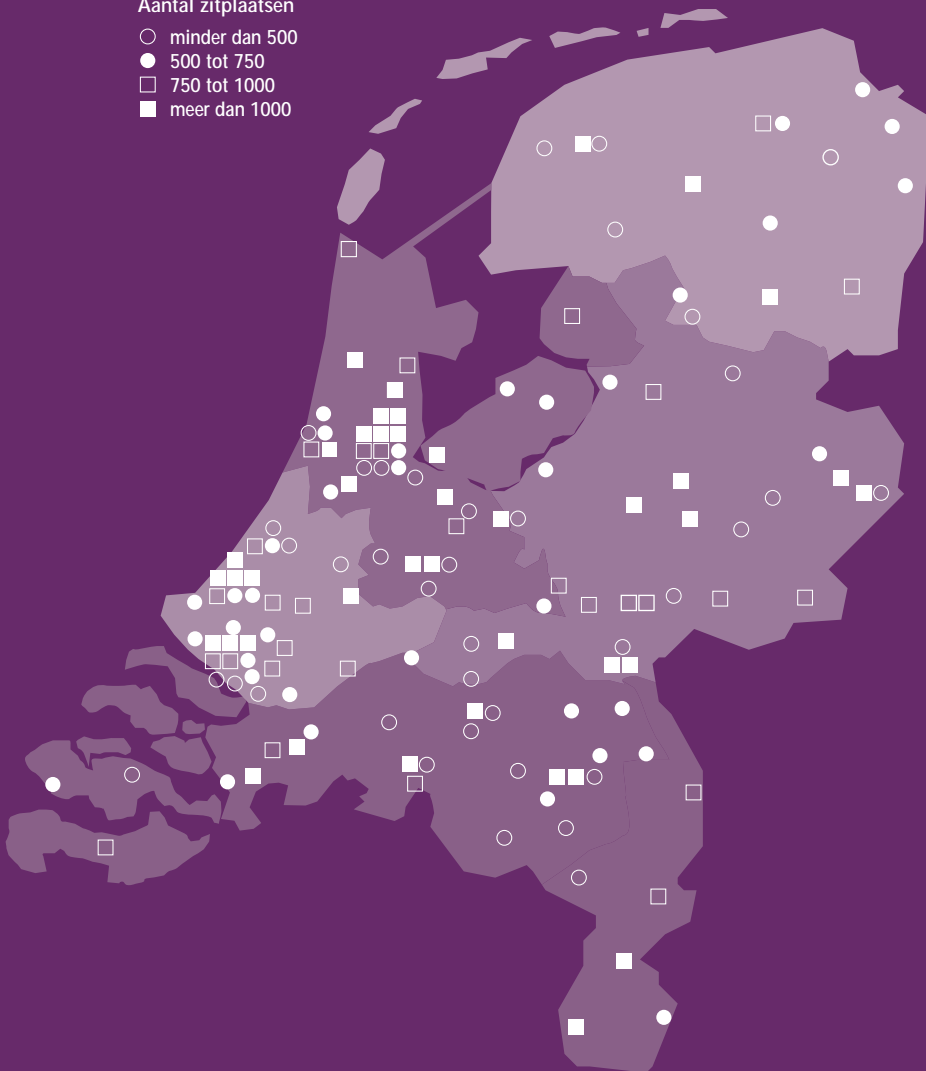 Aantal zitplaatsen
minder dan 500
500 tot 750
750 tot 1000
meer dan 1000